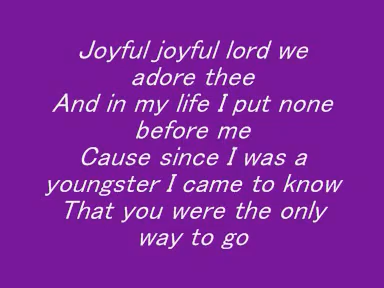 Joyful joyful lord we
adore thee
And in my life I put none
before me
Cause since I was a
youngster I came to know
That you were the only
way to go